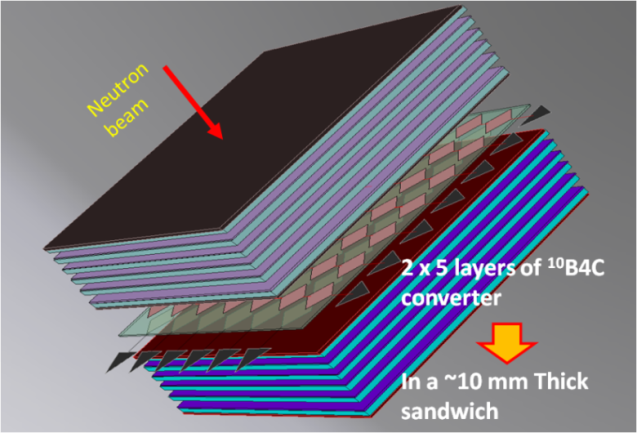 Neutron
beam
2 x 5 layers of ¹⁰B4C
converter
In a ~10 mm Thick
sandwich